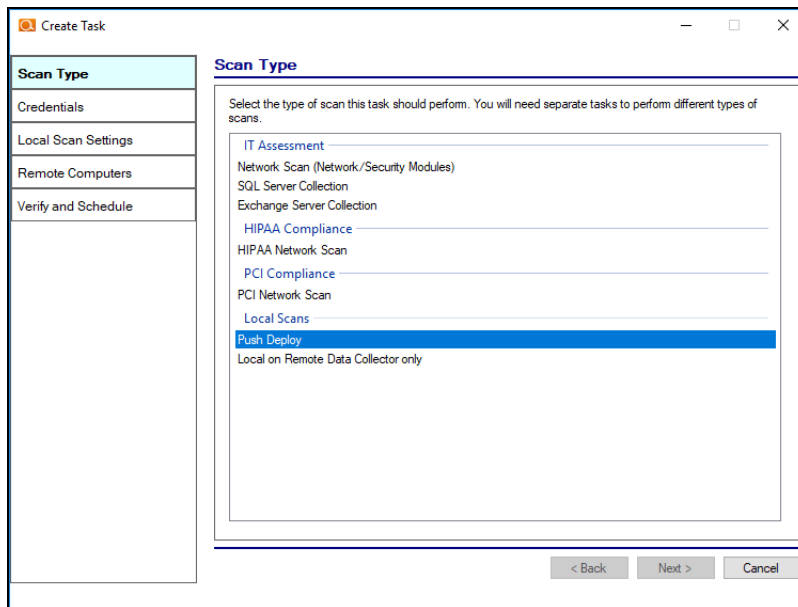 Create Task
Scan Type
Credentials
Local Scan Settings
Remote Computers
Verify and Schedule
Scan Type
Select the type of scan this task should perform. You will need separate tasks to perform different types of
scans.
IT Assessment
Network Scan (Network/Security Modules)
SQL Server Collection
Exchange Server Collection
HIPAA Compliance
HIPAA Network Scan
PCI Compliance
PCI Network Scan
Local Scans
Push Deploy
Local on Remote Data Collector only
< Back
Next >
Cancel